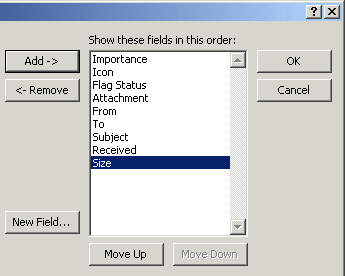 Show these fields in this order:
Add ->
<- Remove
Importance
Icon
Flag Status
Attachment
From
To
Subject
Received
Size
OK
Cancel
New Field...
Move Up
Move Down